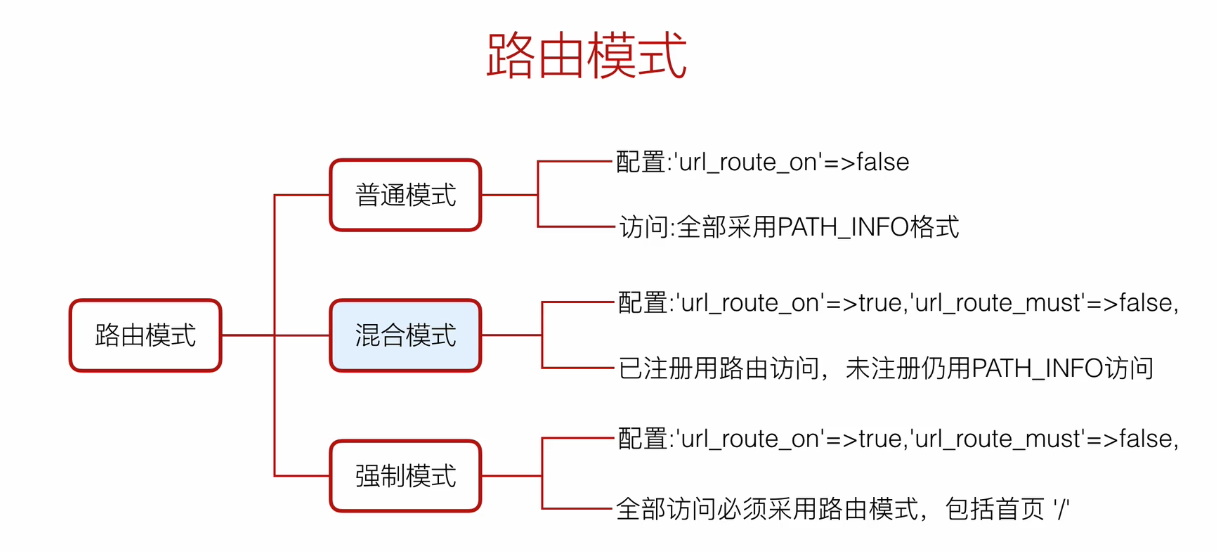 路由模式
普通模式
配置:'url_route_on'=>false
访问:全部采用PATH_INFO格式
路由模式
混合模式
配置:'url_route_on'=>true,'url_route_must'=>false,
已注册用路由访问，未注册仍用PATH_INFO访问
强制模式
配置:'url_route_on'=>true,'url_route_must'=>false,
全部访问必须采用路由模式，包括首页 '/'